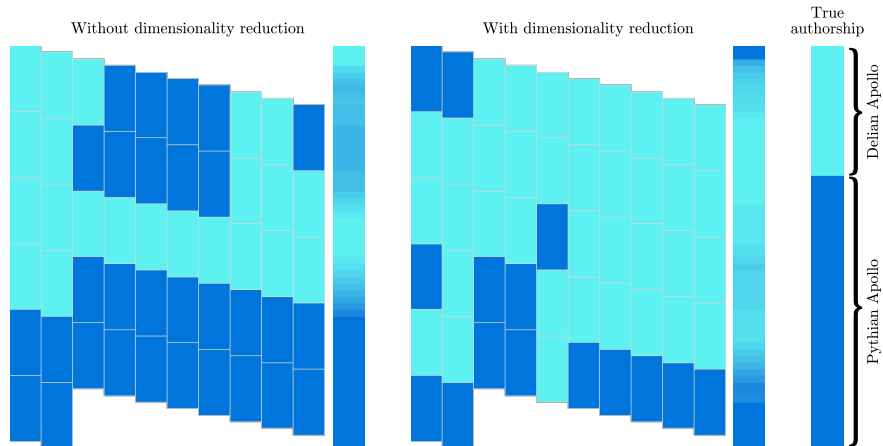 Without dimensionality reduction
With dimensionality reduction
True
authorship
Delian Apollo
Pythian Apollo